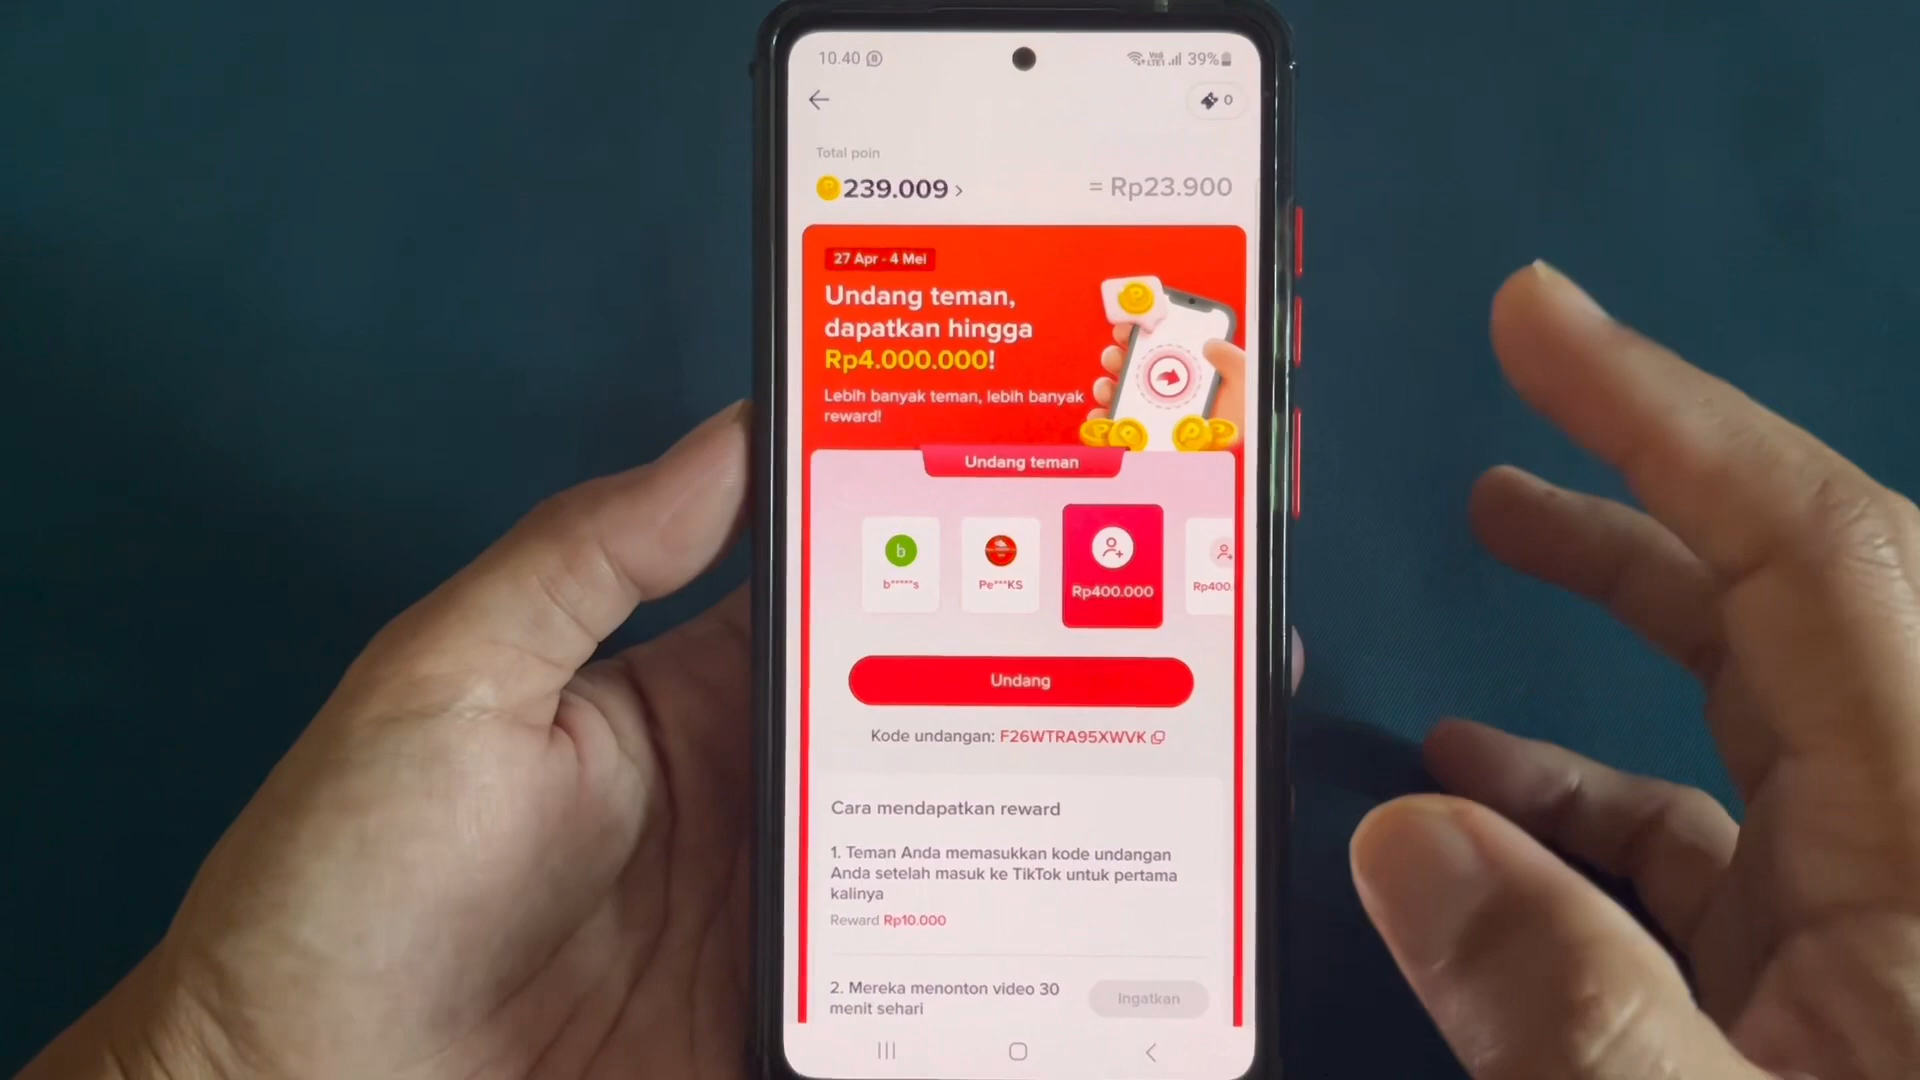 10.40
39%
0
Total poin
239.009 >
= Rp23.900
27 Apr - 4 Mei
Undang teman,
dapatkan hingga
Rp4.000.000!
Lebih banyak teman, lebih banyak
reward!
Undang teman
b
b*****s
Pe***KS
Rp400.000
Rp400.
Undang
Kode undangan: F26WTRA95XWVK
Cara mendapatkan reward
1. Teman Anda memasukkan kode undangan
Anda setelah masuk ke TikTok untuk pertama
kalinya
Reward Rp10.000
2. Mereka menonton video 30
menit sehari
Ingatkan